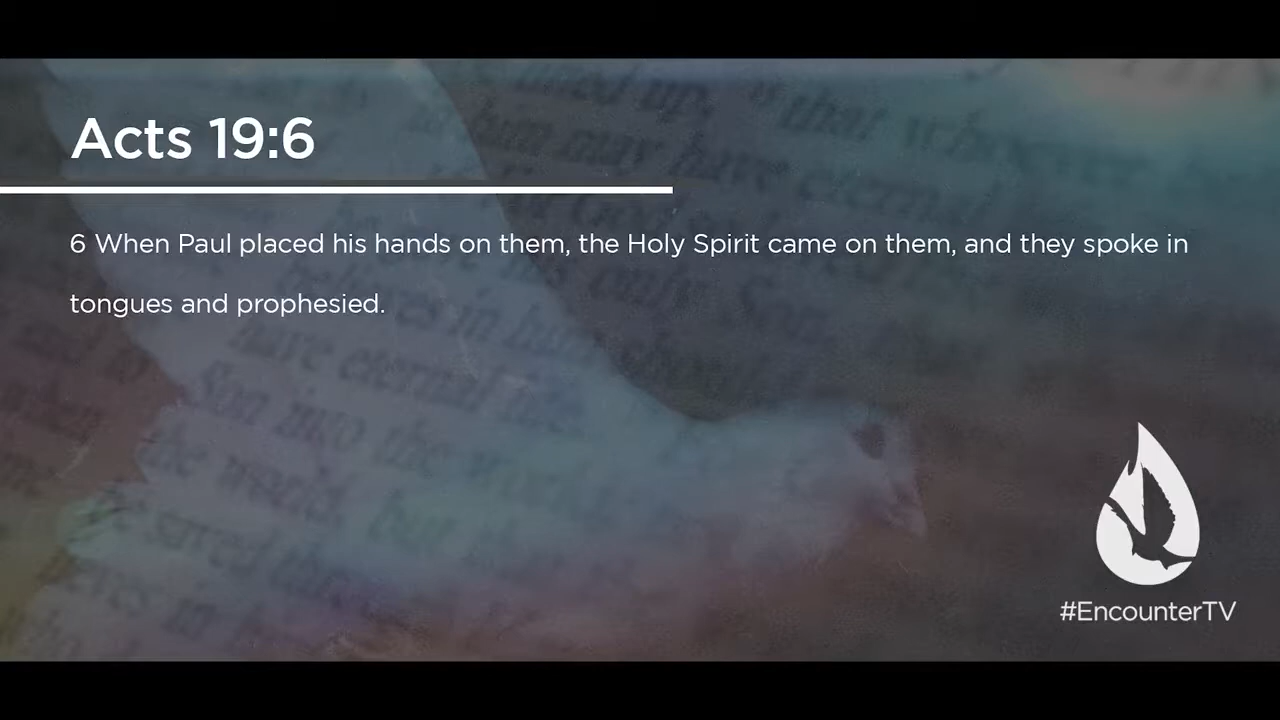 Acts 19:6
6 When Paul placed his hands on them, the Holy Spirit came on them, and they spoke in
tongues and prophesied.
#EncounterTV